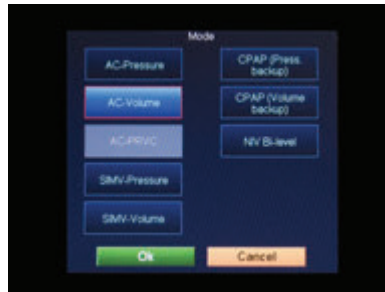 Mode
AC-Pressure
AC-Volume
AC-PRVC
SIMV-Pressure
SIMV-Volume
CPAP (Press.
backup)
CPAP (Volume
backup)
NIV Bi-level
Ok
Cancel